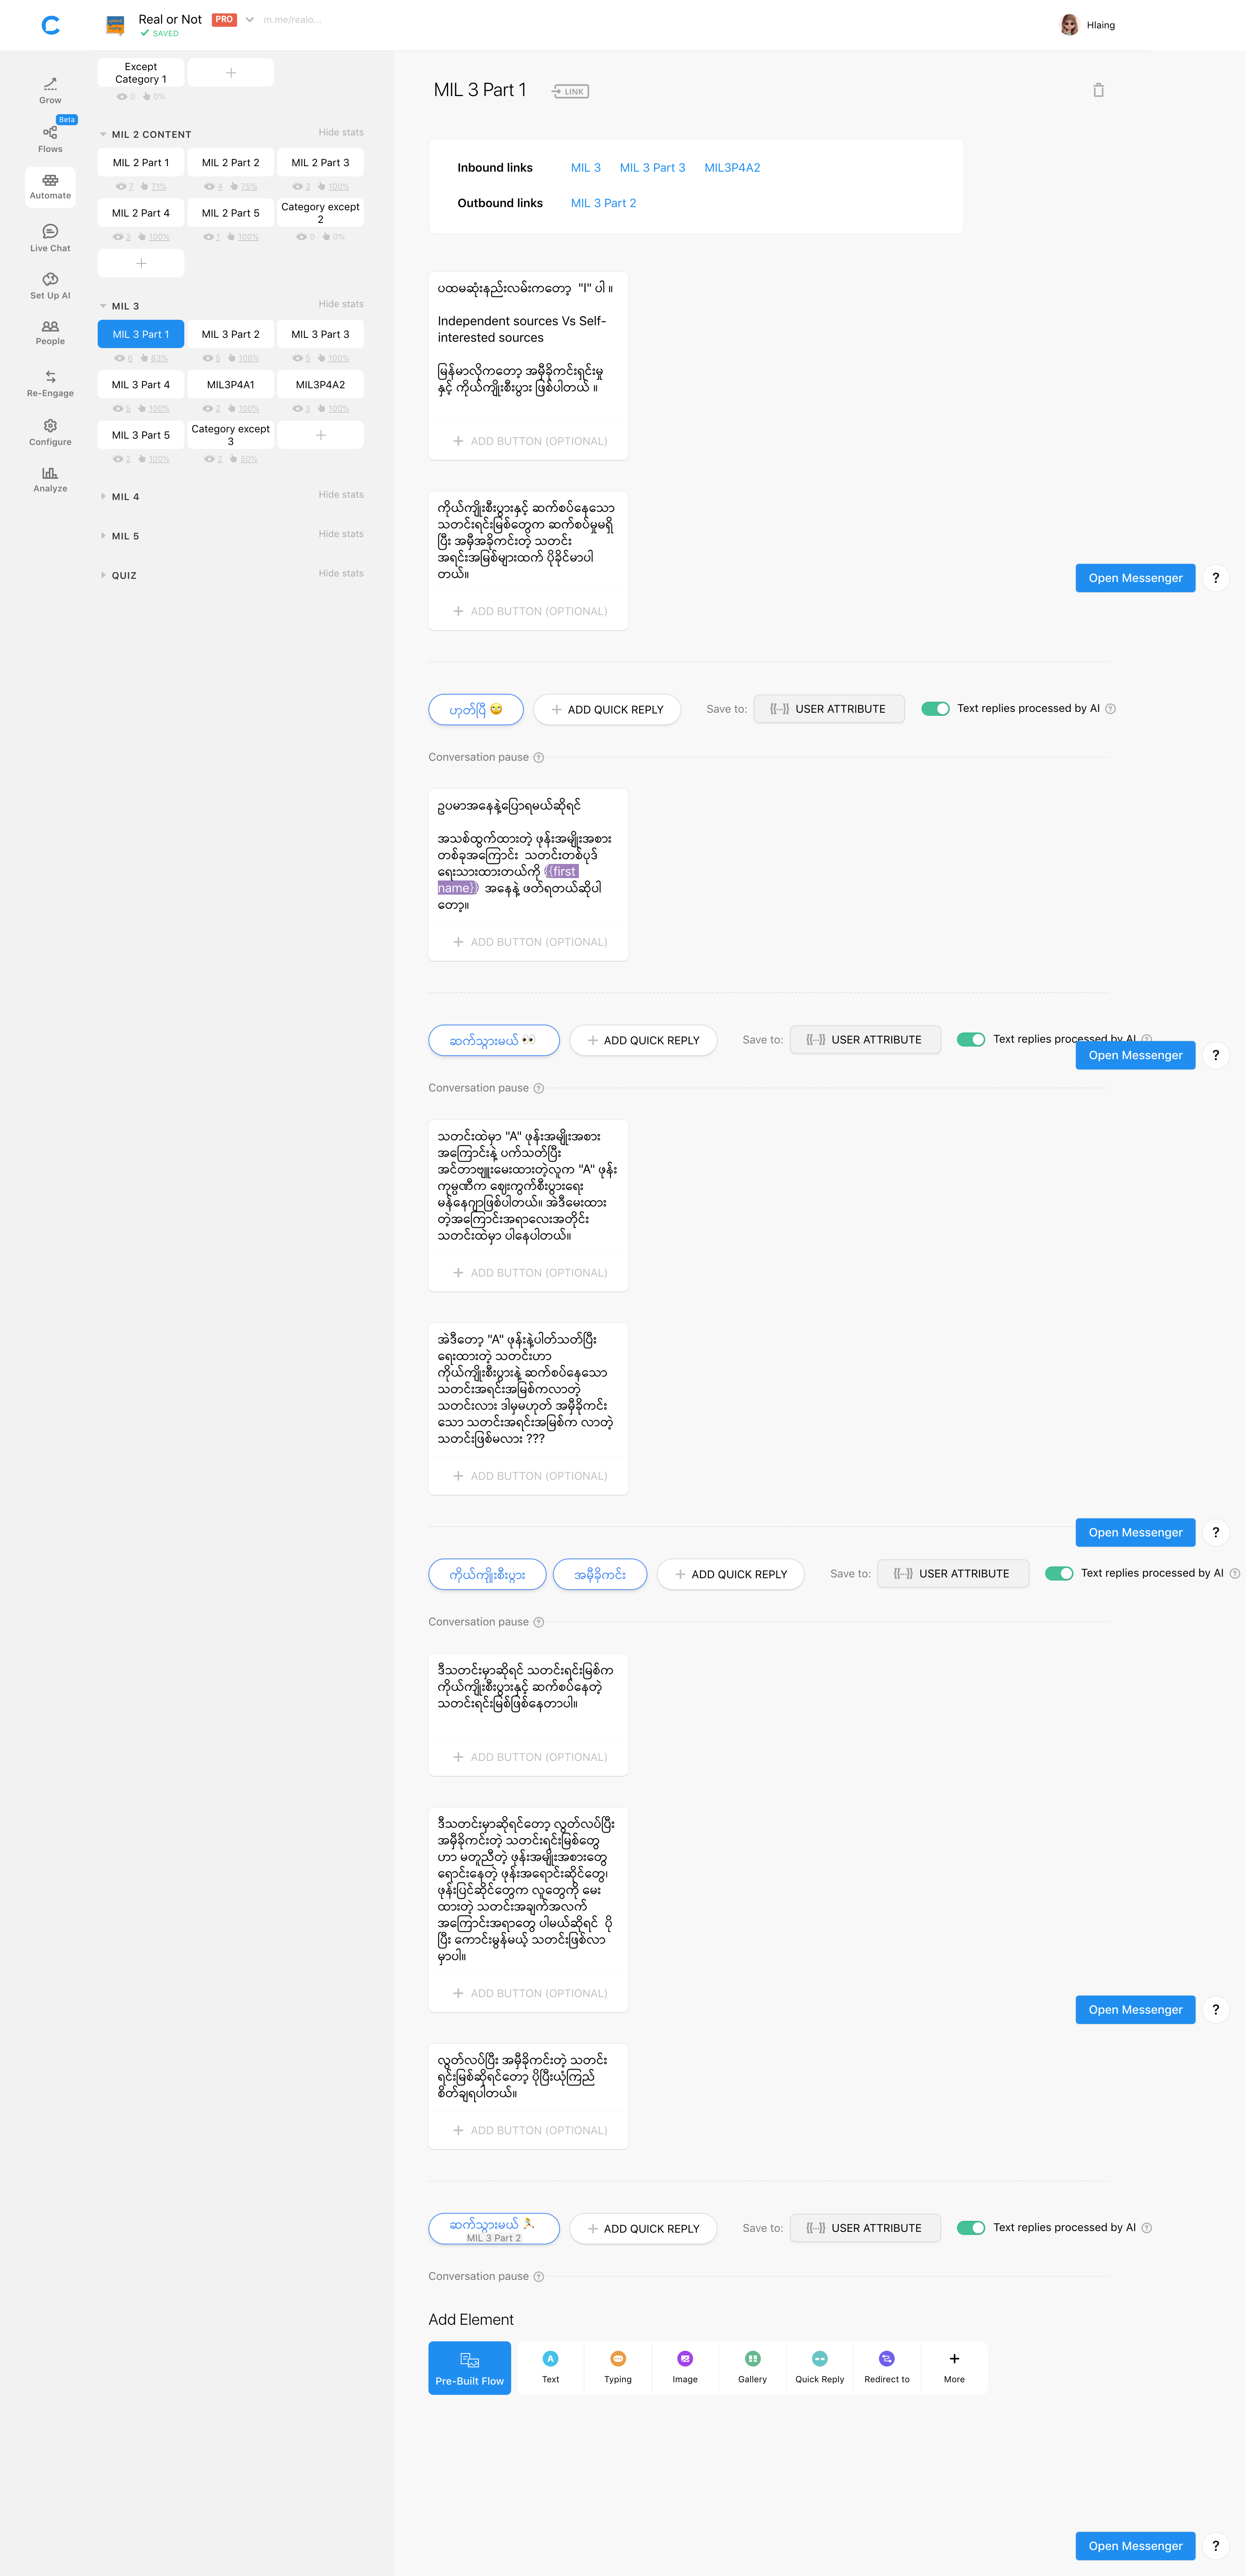 Real or Not PRO m.me/realo...
SAVED
Hlaing
Grow
Beta
Flows
Automate
Live Chat
Set Up AI
People
Re-Engage
Configure
Analyze
Except
Category 1
+
0 0%
MIL 2 CONTENT Hide stats
MIL 2 Part 1 MIL 2 Part 2 MIL 2 Part 3
7 71% 4 75% 3 100%
MIL 2 Part 4 MIL 2 Part 5 Category except 2
3 100% 1 100% 0 0%
+
MIL 3 Hide stats
MIL 3 Part 1 MIL 3 Part 2 MIL 3 Part 3
6 83% 5 100% 5 100%
MIL 3 Part 4 MIL3P4A1 MIL3P4A2
5 100% 2 100% 3 100%
MIL 3 Part 5 Category except 3 +
2 100% 2 50%
MIL 4 Hide stats
MIL 5 Hide stats
QUIZ Hide stats
MIL 3 Part 1 LINK
Inbound links MIL 3 MIL 3 Part 3 MIL3P4A2
Outbound links MIL 3 Part 2
ပထမဆုံးနည်းလမ်းကတော့ "I" ပါ ။
Independent sources Vs Self-
interested sources
မြန်မာလိုကတော့ အမှီခိုကင်းရှင်းမှု
နှင့် ကိုယ်ကျိုးစီးပွား ဖြစ်ပါတယ် ။
+ ADD BUTTON (OPTIONAL)
ကိုယ်ကျိုးစီးပွားနှင့် ဆက်စပ်နေသော
သတင်းရင်းမြစ်တွေက ဆက်စပ်မှုမရှိ
ပြီး အမှီအခိုကင်းတဲ့ သတင်း
အရင်းအမြစ်များထက် ပိုခိုင်မာပါ
တယ်။
+ ADD BUTTON (OPTIONAL)
Open Messenger ?
ဟုတ်ပြီ 🙄 + ADD QUICK REPLY Save to: {{...}} USER ATTRIBUTE Text replies processed by AI ?
Conversation pause ?
ဥပမာအနေနဲ့ပြောရမယ်ဆိုရင်
အသစ်ထွက်ထားတဲ့ ဖုန်းအမျိုးအစား
တစ်ခုအကြောင်း သတင်းတစ်ပုဒ်
ရေးသားထားတယ်ကို {{first
name}} အနေနဲ့ ဖတ်ရတယ်ဆိုပါ
တော့။
+ ADD BUTTON (OPTIONAL)
ဆက်သွားမယ် 👀 + ADD QUICK REPLY Save to: {{...}} USER ATTRIBUTE Text replies processed by AI ?
Open Messenger ?
Conversation pause ?
သတင်းထဲမှာ "A" ဖုန်းအမျိုးအစား
အကြောင်းနဲ့ ပက်သတ်ပြီး
အင်တာဗျူးမေးထားတဲ့လူက "A" ဖုန်း
ကုမ္ပဏီက ဈေးကွက်စီးပွားရေး
မန်နေဂျာဖြစ်ပါတယ်။ အဲဒီမေးထား
တဲ့အကြောင်းအရာလေးအတိုင်း
သတင်းထဲမှာ ပါနေပါတယ်။
+ ADD BUTTON (OPTIONAL)
အဲဒီတော့ "A" ဖုန်းနဲ့ပါတ်သတ်ပြီး
ရေးထားတဲ့ သတင်းဟာ
ကိုယ်ကျိုးစီးပွားနဲ့ ဆက်စပ်နေသော
သတင်းအရင်းအမြစ်ကလာတဲ့
သတင်းလား ဒါမှမဟုတ် အမှီခိုကင်း
သော သတင်းအရင်းအမြစ်က လာတဲ့
သတင်းဖြစ်မလား ???
+ ADD BUTTON (OPTIONAL)
Open Messenger ?
ကိုယ်ကျိုးစီးပွား အမှီခိုကင်း + ADD QUICK REPLY Save to: {{...}} USER ATTRIBUTE Text replies processed by AI ?
Conversation pause ?
ဒီသတင်းမှာဆိုရင် သတင်းရင်းမြစ်က
ကိုယ်ကျိုးစီးပွားနှင့် ဆက်စပ်နေတဲ့
သတင်းရင်းမြစ်ဖြစ်နေတာပါ။
+ ADD BUTTON (OPTIONAL)
ဒီသတင်းမှာဆိုရင်တော့ လွတ်လပ်ပြီး
အမှီခိုကင်းတဲ့ သတင်းရင်းမြစ်တွေ
ဟာ မတူညီတဲ့ ဖုန်းအမျိုးအစားတွေ
ရောင်းနေတဲ့ ဖုန်းအရောင်းဆိုင်တွေ၊
ဖုန်းပြင်ဆိုင်တွေက လူတွေကို မေး
ထားတဲ့ သတင်းအချက်အလက်
အကြောင်းအရာတွေ ပါမယ်ဆိုရင် ပို
ပြီး ကောင်းမွန်မယ့် သတင်းဖြစ်လာ
မှာပါ။
+ ADD BUTTON (OPTIONAL)
Open Messenger ?
လွတ်လပ်ပြီး အမှီခိုကင်းတဲ့ သတင်း
ရင်းမြစ်ဆိုရင်တော့ ပိုပြီးယုံကြည်
စိတ်ချရပါတယ်။
+ ADD BUTTON (OPTIONAL)
ဆက်သွားမယ် 🏃 + ADD QUICK REPLY Save to: {{...}} USER ATTRIBUTE Text replies processed by AI ?
MIL 3 Part 2
Conversation pause ?
Add Element
Pre-Built Flow Text Typing Image Gallery Quick Reply Redirect to More
Open Messenger ?